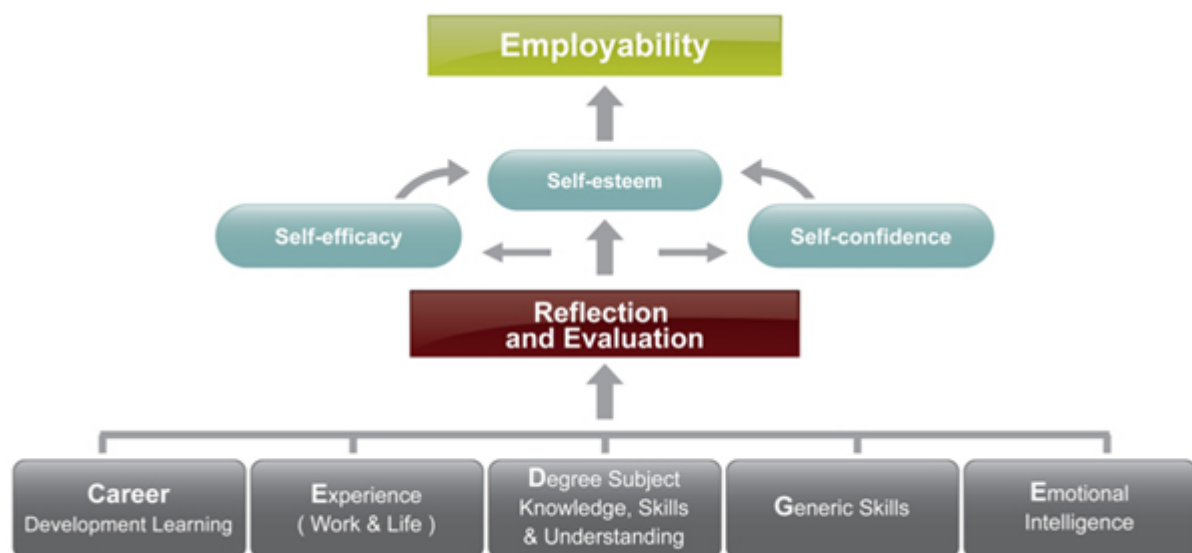 Employability
Self-esteem
Self-efficacy
Self-confidence
Reflection
and Evaluation
Career
Development Learning
Experience
( Work & Life )
Degree Subject
Knowledge, Skills
& Understanding
Generic Skills
Emotional
Intelligence